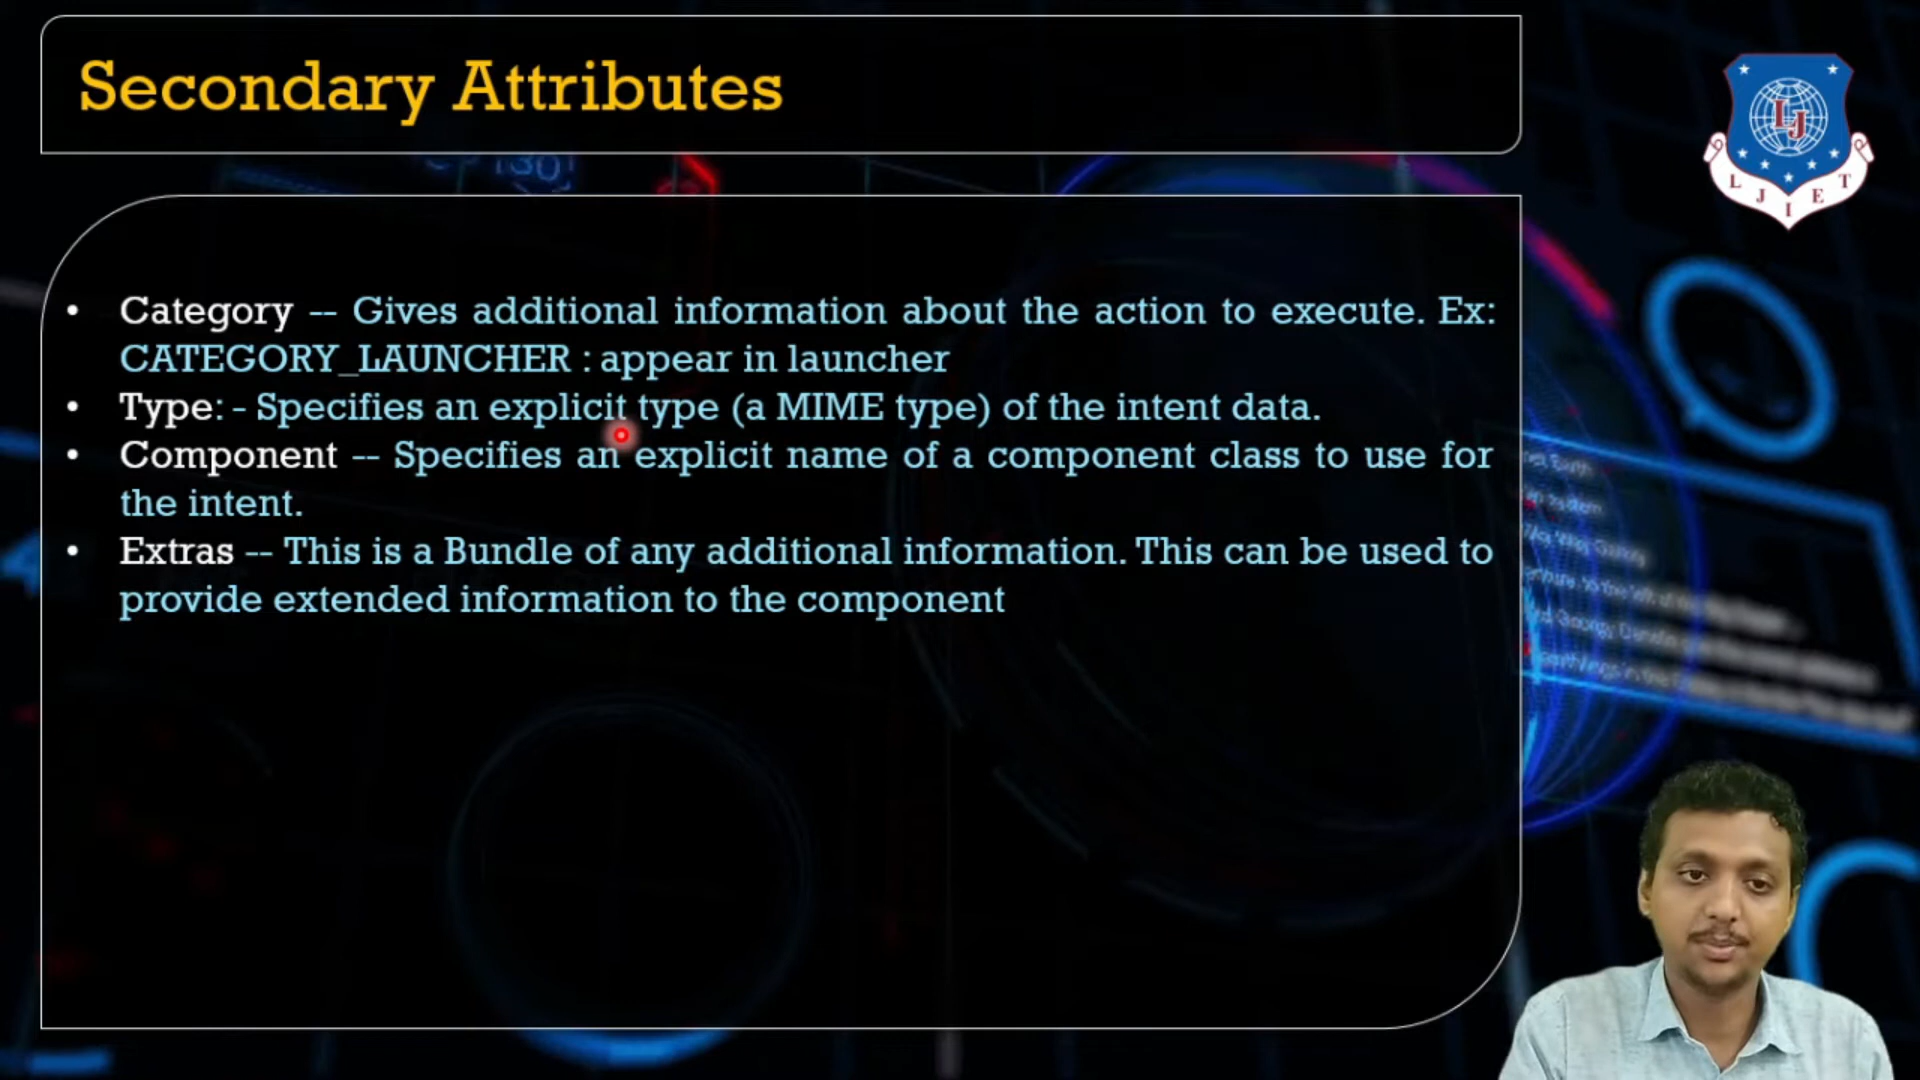 Secondary Attributes
L J I E T
LJ
• Category -- Gives additional information about the action to execute. Ex:
CATEGORY_LAUNCHER : appear in launcher
• Type: - Specifies an explicit type (a MIME type) of the intent data.
• Component -- Specifies an explicit name of a component class to use for
the intent.
• Extras -- This is a Bundle of any additional information. This can be used to
provide extended information to the component